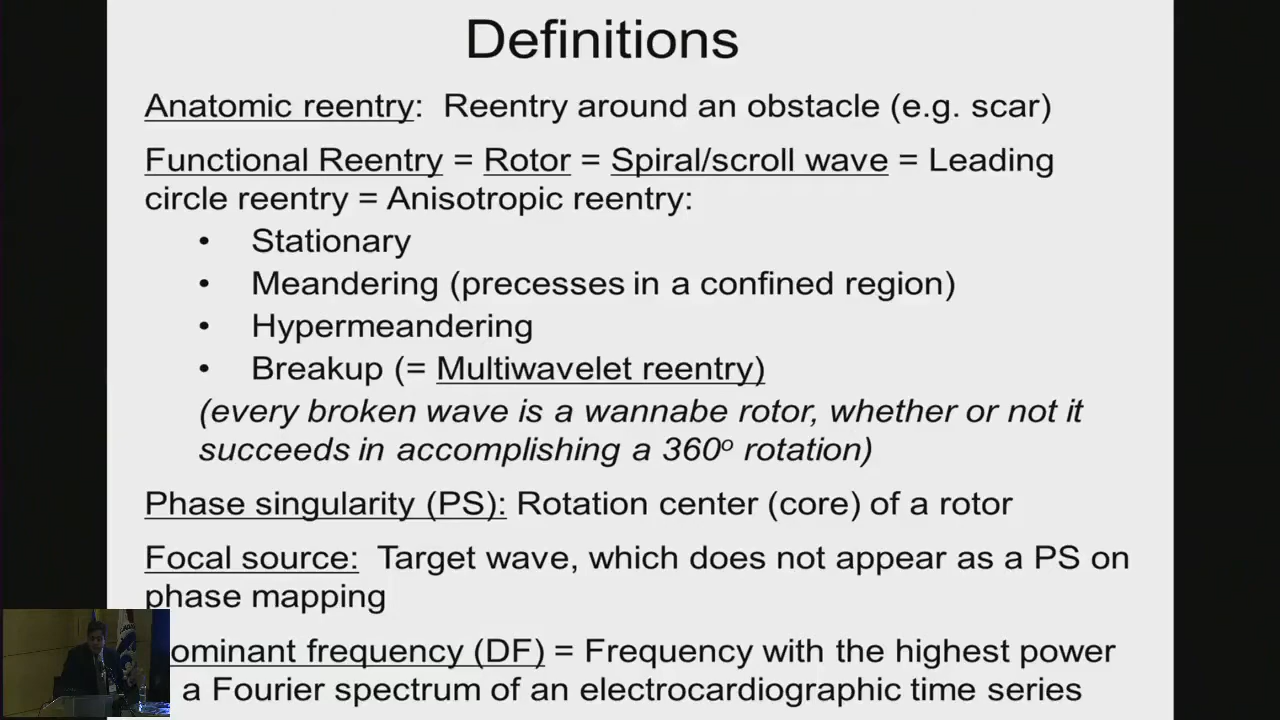 Definitions
Anatomic reentry: Reentry around an obstacle (e.g. scar)
Functional Reentry = Rotor = Spiral/scroll wave = Leading
circle reentry = Anisotropic reentry:
• Stationary
• Meandering (precesses in a confined region)
• Hypermeandering
• Breakup (= Multiwavelet reentry)
(every broken wave is a wannabe rotor, whether or not it
succeeds in accomplishing a 360º rotation)
Phase singularity (PS): Rotation center (core) of a rotor
Focal source: Target wave, which does not appear as a PS on
phase mapping
ominant frequency (DF) = Frequency with the highest power
a Fourier spectrum of an electrocardiographic time series